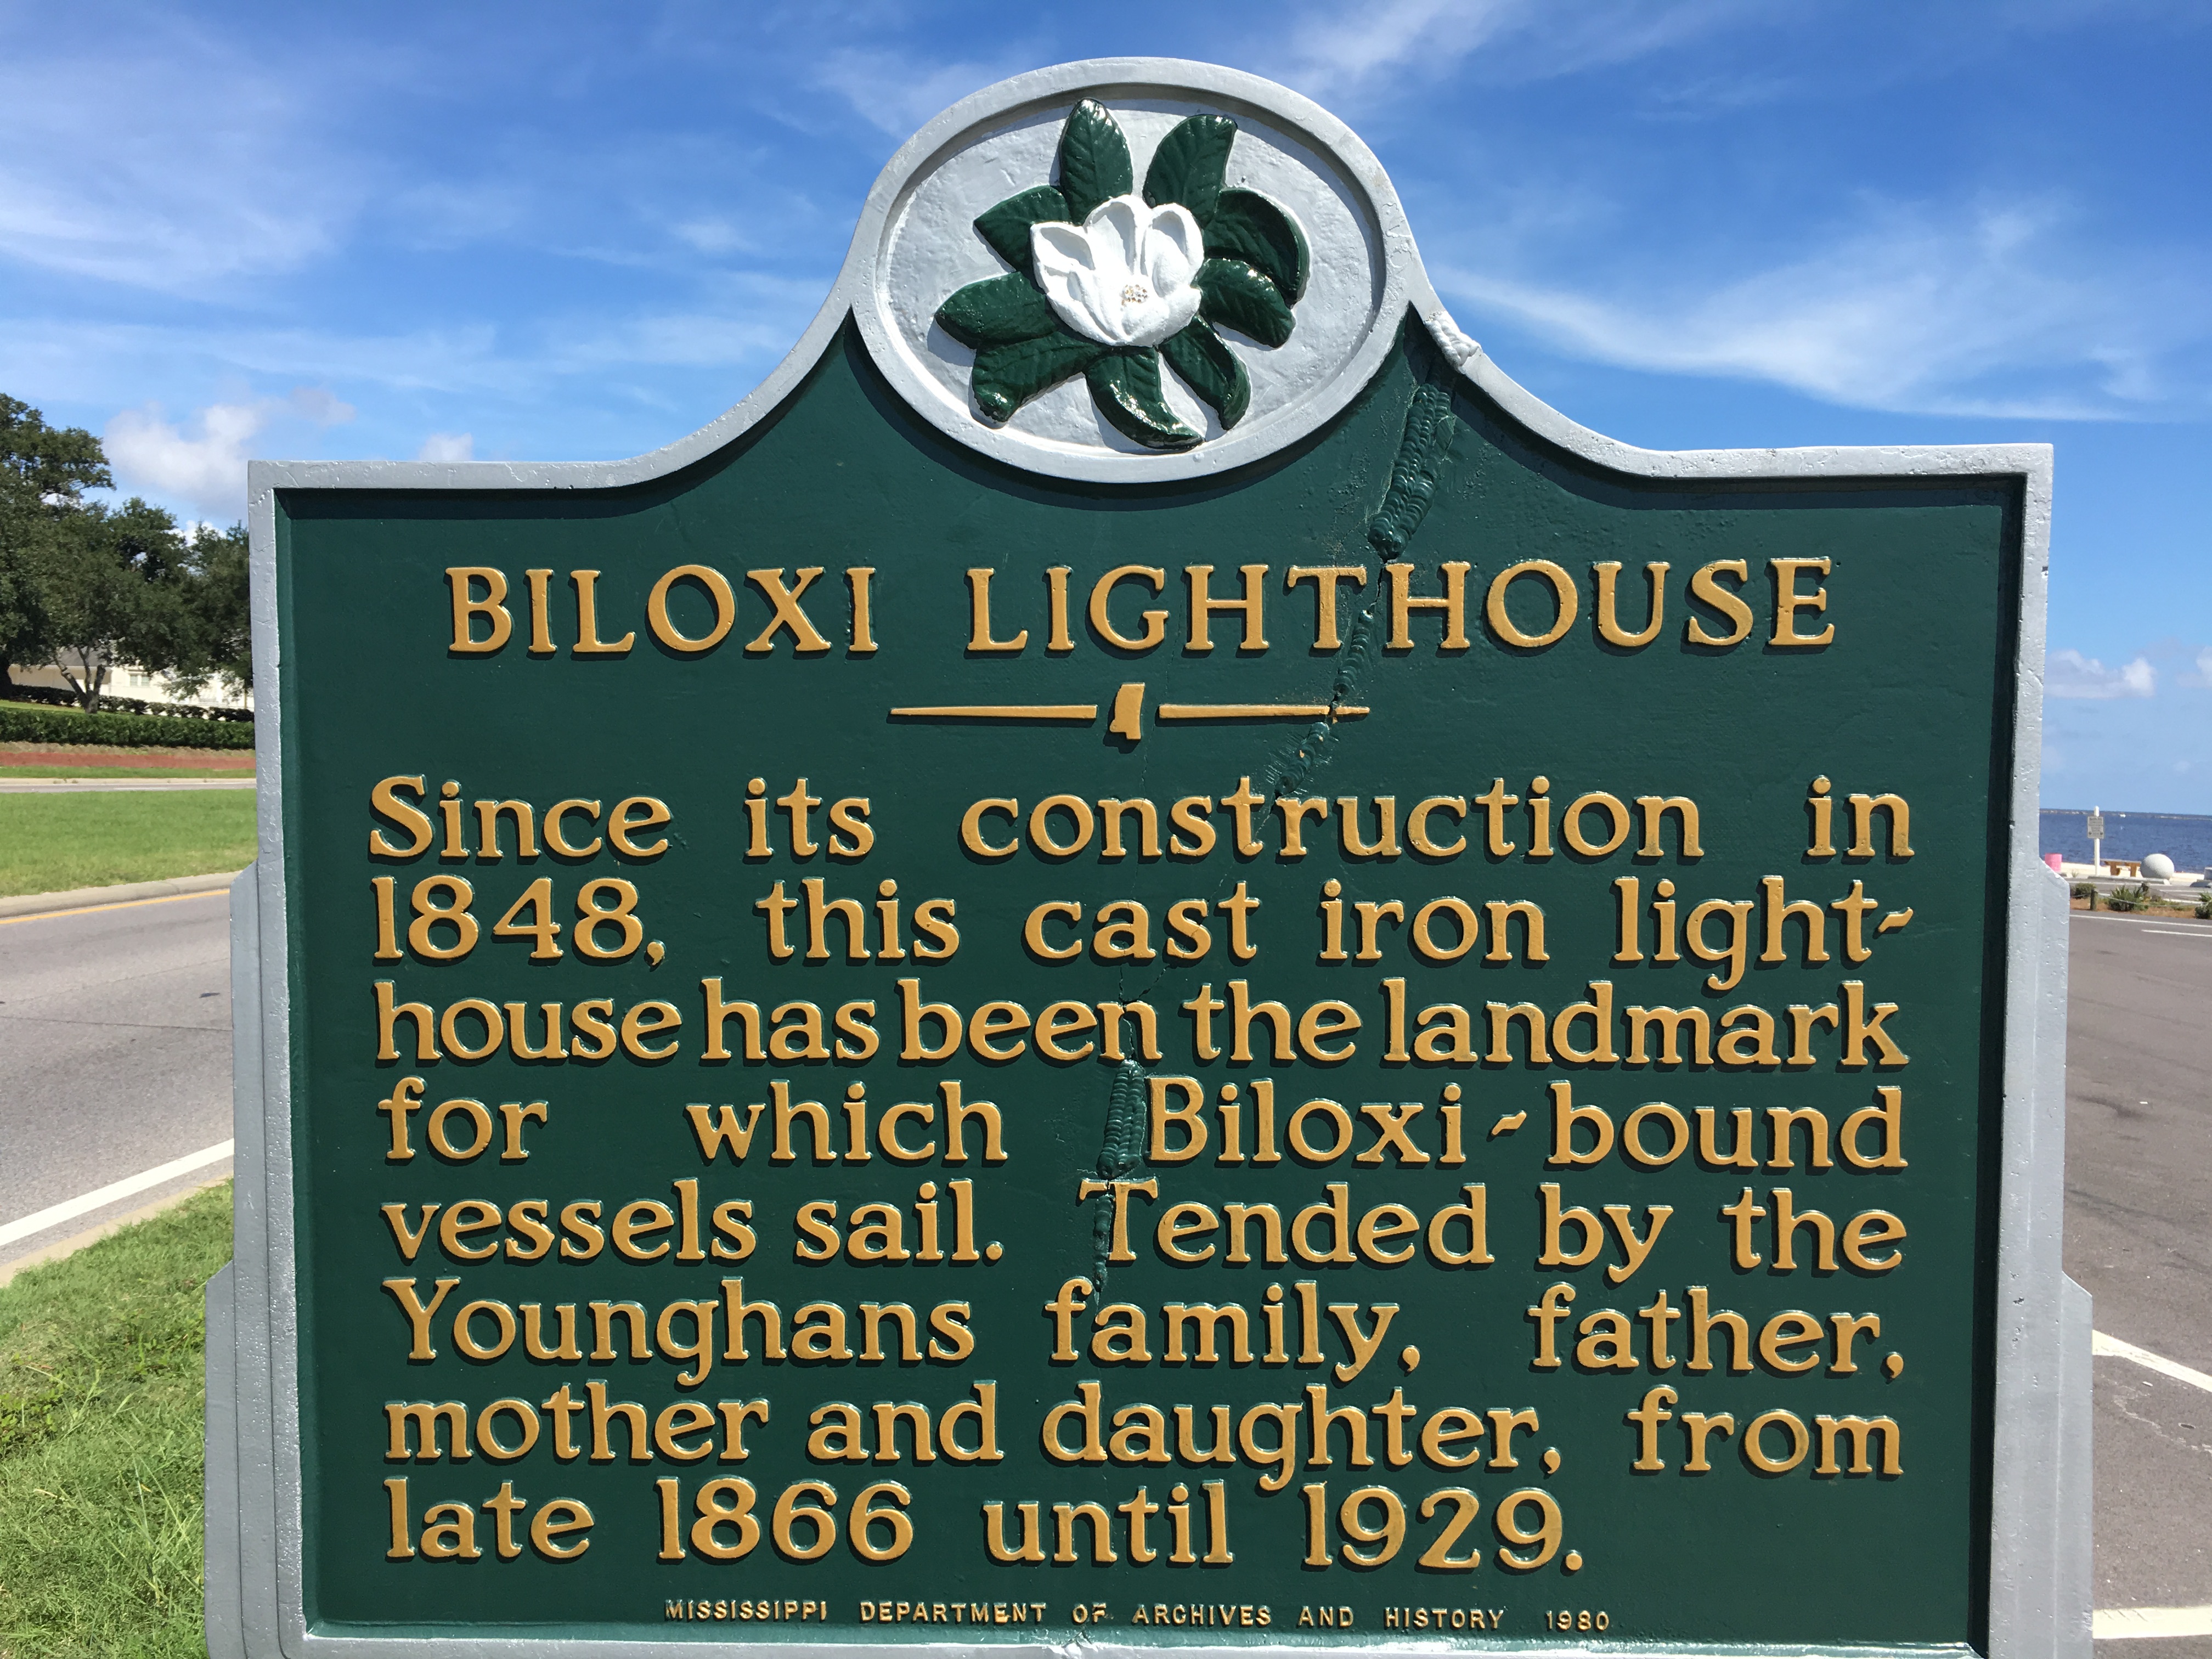 BILOXI LIGHTHOUSE
Since its construction in
1848, this cast iron light-
house has been the landmark
for which Biloxi-bound
vessels sail. Tended by the
Younghans family, father,
mother and daughter, from
late 1866 until 1929.
MISSISSIPPI DEPARTMENT OF ARCHIVES AND HISTORY 1980